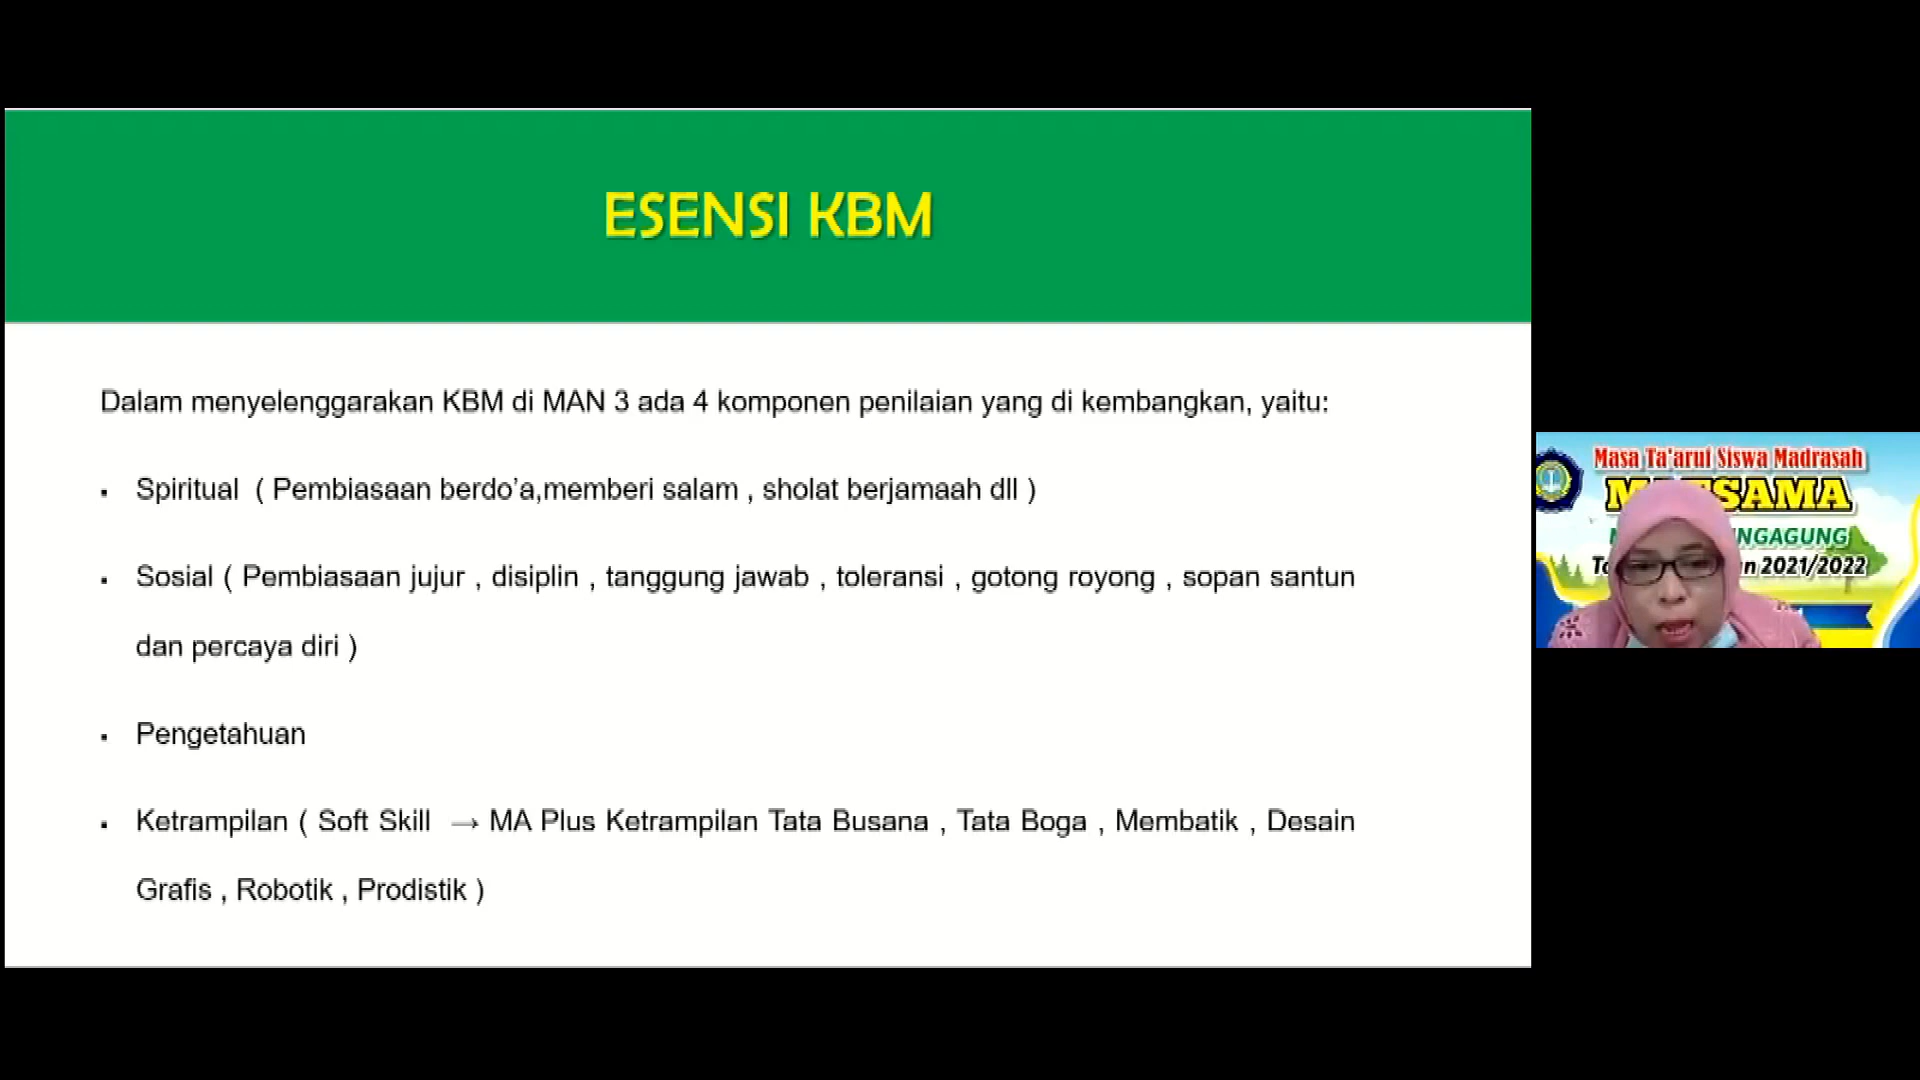 ESENSI KBM
Dalam menyelenggarakan KBM di MAN 3 ada 4 komponen penilaian yang di kembangkan, yaitu:
▪ Spiritual ( Pembiasaan berdo’a,memberi salam , sholat berjamaah dll )
▪ Sosial ( Pembiasaan jujur , disiplin , tanggung jawab , toleransi , gotong royong , sopan santun
dan percaya diri )
▪ Pengetahuan
▪ Ketrampilan ( Soft Skill → MA Plus Ketrampilan Tata Busana , Tata Boga , Membatik , Desain
Grafis , Robotik , Prodistik )
Masa Ta'aruf Siswa Madrasah
SAMA
NGAGUNG
2021/2022